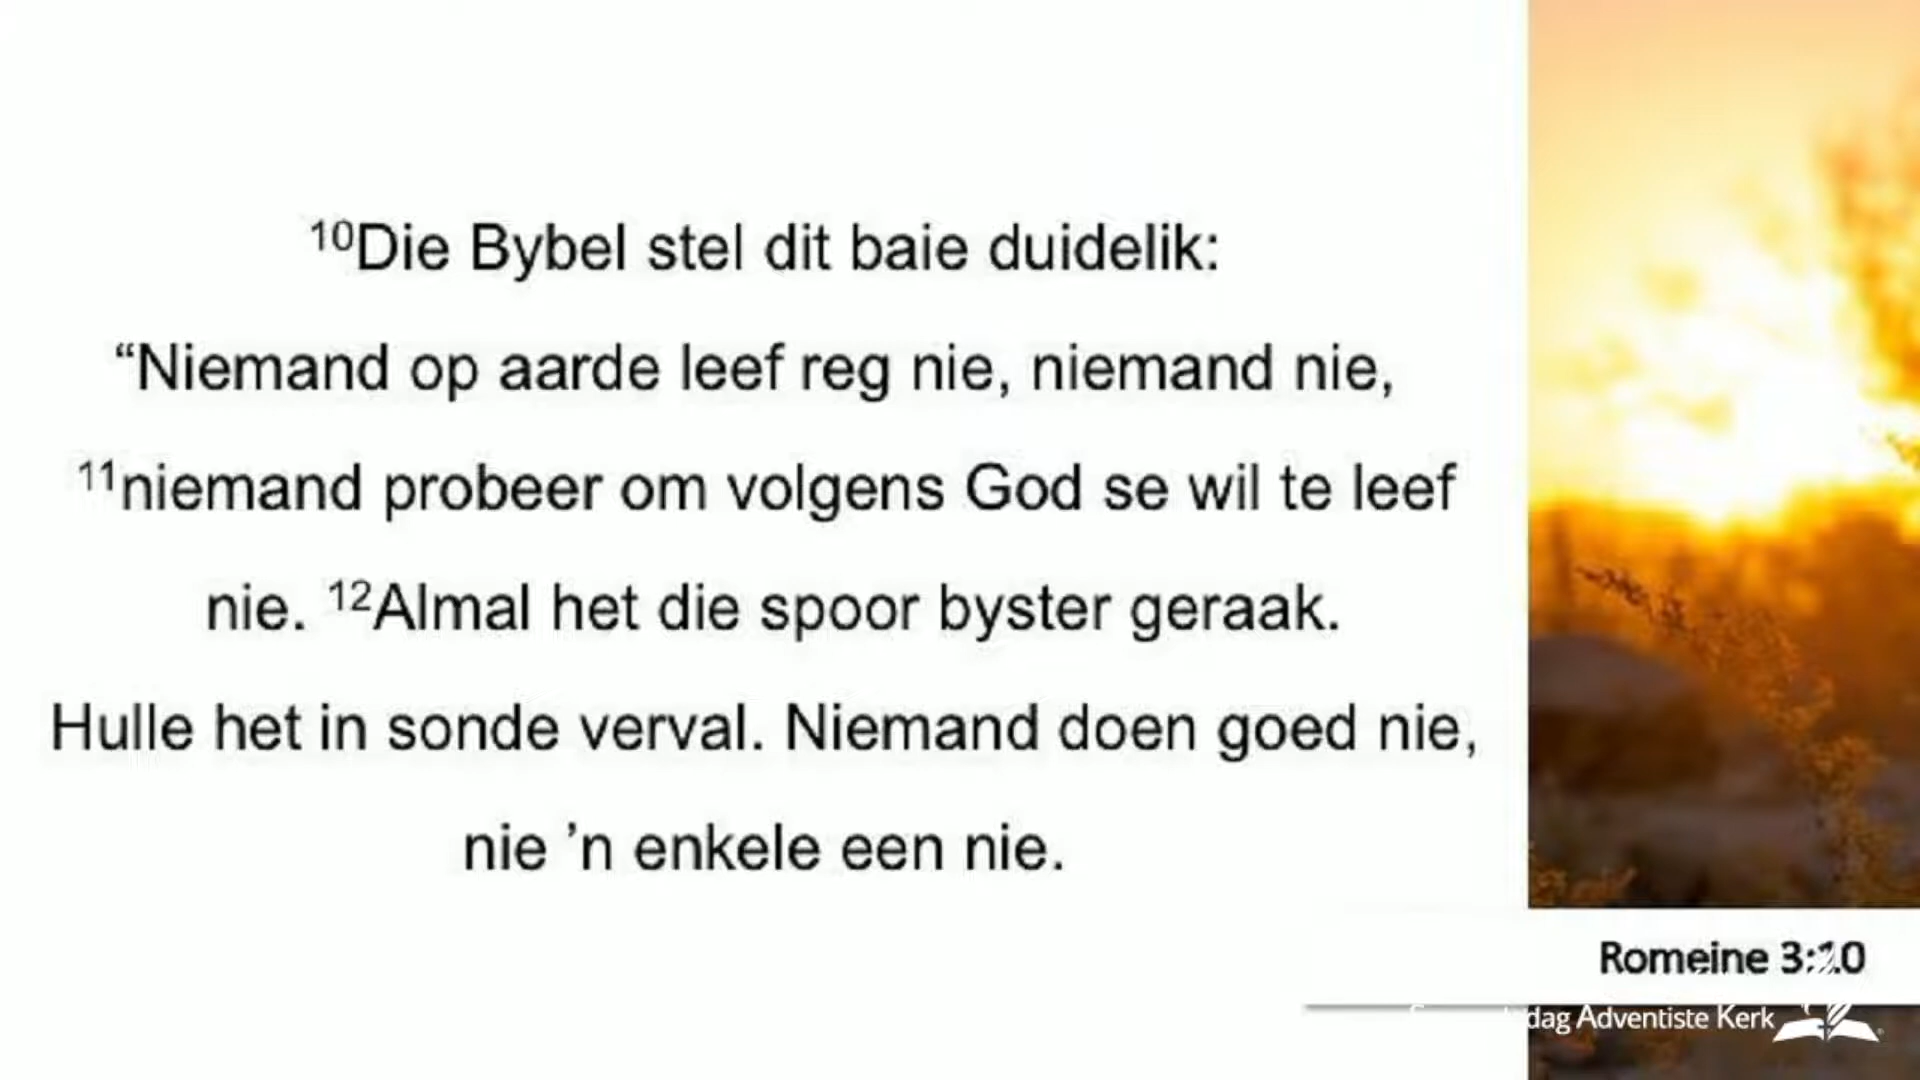 ¹⁰Die Bybel stel dit baie duidelik:
“Niemand op aarde leef reg nie, niemand nie,
¹¹niemand probeer om volgens God se wil te leef
nie. ¹²Almal het die spoor byster geraak.
Hulle het in sonde verval. Niemand doen goed nie,
nie ’n enkele een nie.
Romeine 3:10
Adventiste Kerk